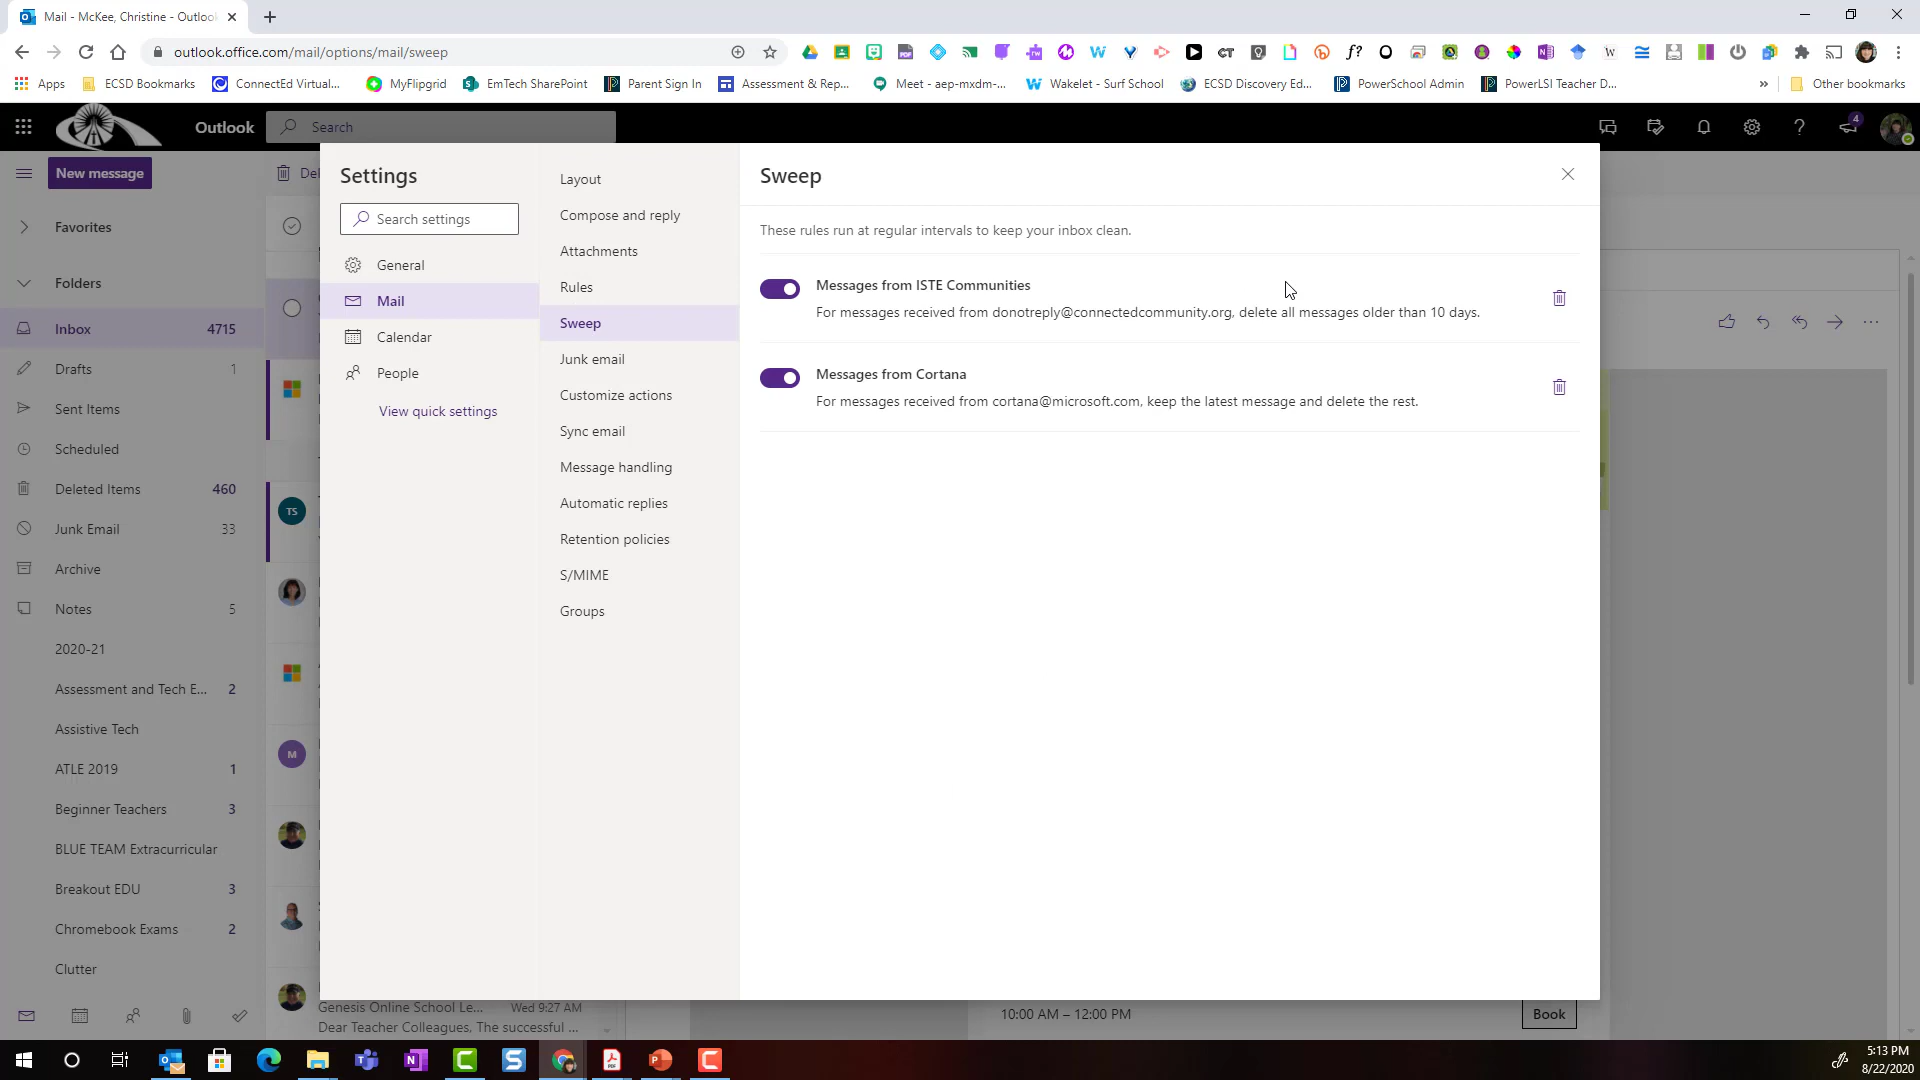 Mail - McKee, Christine - Outloo
outlook.office.com/mail/options/mail/sweep
Apps
ECSD Bookmarks
ConnectEd Virtual...
MyFlipgrid
EmTech SharePoint
Parent Sign In
Assessment & Rep...
Meet - aep-mxdm-...
Wakelet - Surf School
ECSD Discovery Ed...
PowerSchool Admin
PowerLSI Teacher D...
»
Other bookmarks
Outlook
Search
4
New message
Del
Favorites
Folders
Inbox 4715
Drafts 1
Sent Items
Scheduled
Deleted Items 460
Junk Email 33
Archive
Notes 5
2020-21
Assessment and Tech E... 2
Assistive Tech
ATLE 2019 1
Beginner Teachers 3
BLUE TEAM Extracurricular
Breakout EDU 3
Chromebook Exams 2
Clutter
TS
M
Genesis Online School Le... Wed 9:27 AM
Dear Teacher Colleagues, The successful ...
Settings
Search settings
General
Mail
Calendar
People
View quick settings
Layout
Compose and reply
Attachments
Rules
Sweep
Junk email
Customize actions
Sync email
Message handling
Automatic replies
Retention policies
S/MIME
Groups
Sweep
These rules run at regular intervals to keep your inbox clean.
Messages from ISTE Communities
For messages received from donotreply@connectedcommunity.org, delete all messages older than 10 days.
Messages from Cortana
For messages received from cortana@microsoft.com, keep the latest message and delete the rest.
10:00 AM – 12:00 PM
Book
5:13 PM
8/22/2020